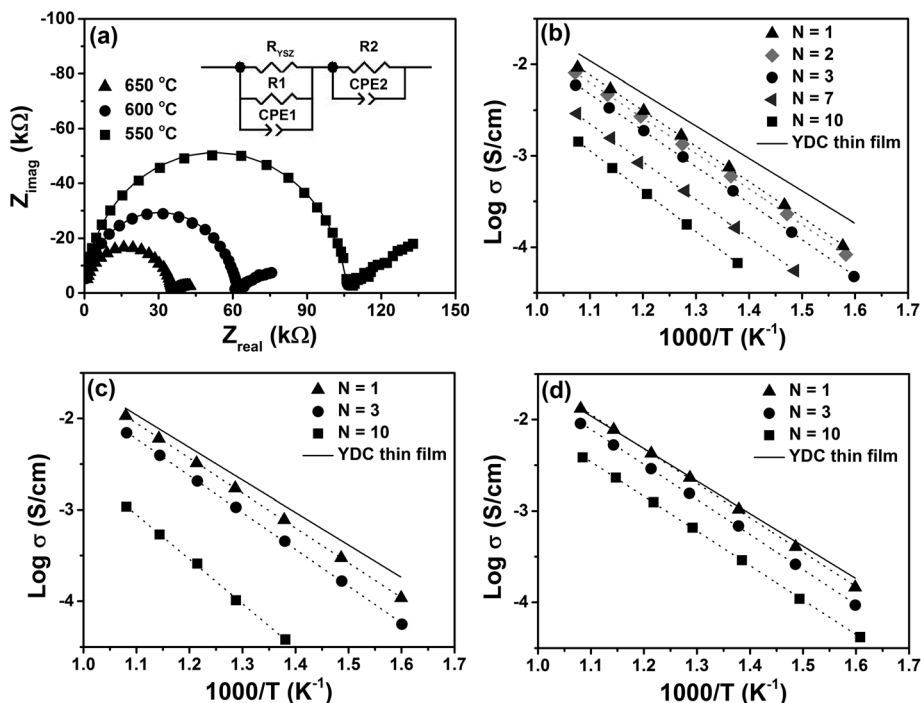 (a)
-100
-80
-60
-40
-20
0
Z_imag (kΩ)
650 °C
600 °C
550 °C
R_YSZ
R1
CPE1
R2
CPE2
0 30 60 90 120 150
Z_real (kΩ)
(b)
N = 1
N = 2
N = 3
N = 7
N = 10
YDC thin film
-2
-3
-4
Log σ (S/cm)
1.0 1.1 1.2 1.3 1.4 1.5 1.6 1.7
1000/T (K⁻¹)
(c)
N = 1
N = 3
N = 10
YDC thin film
-2
-3
-4
Log σ (S/cm)
1.0 1.1 1.2 1.3 1.4 1.5 1.6 1.7
1000/T (K⁻¹)
(d)
N = 1
N = 3
N = 10
YDC thin film
-2
-3
-4
Log σ (S/cm)
1.0 1.1 1.2 1.3 1.4 1.5 1.6 1.7
1000/T (K⁻¹)